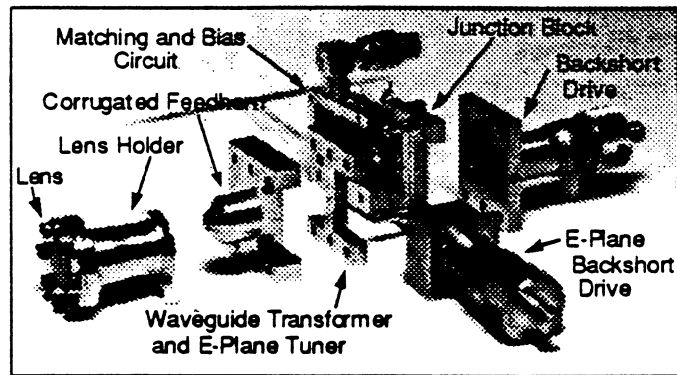 Matching and Bias
Circuit
Junction Block
Backshort
Drive
Corrugated Feedhorn
Lens Holder
Lens
E-Plane
Backshort
Drive
Waveguide Transformer
and E-Plane Tuner